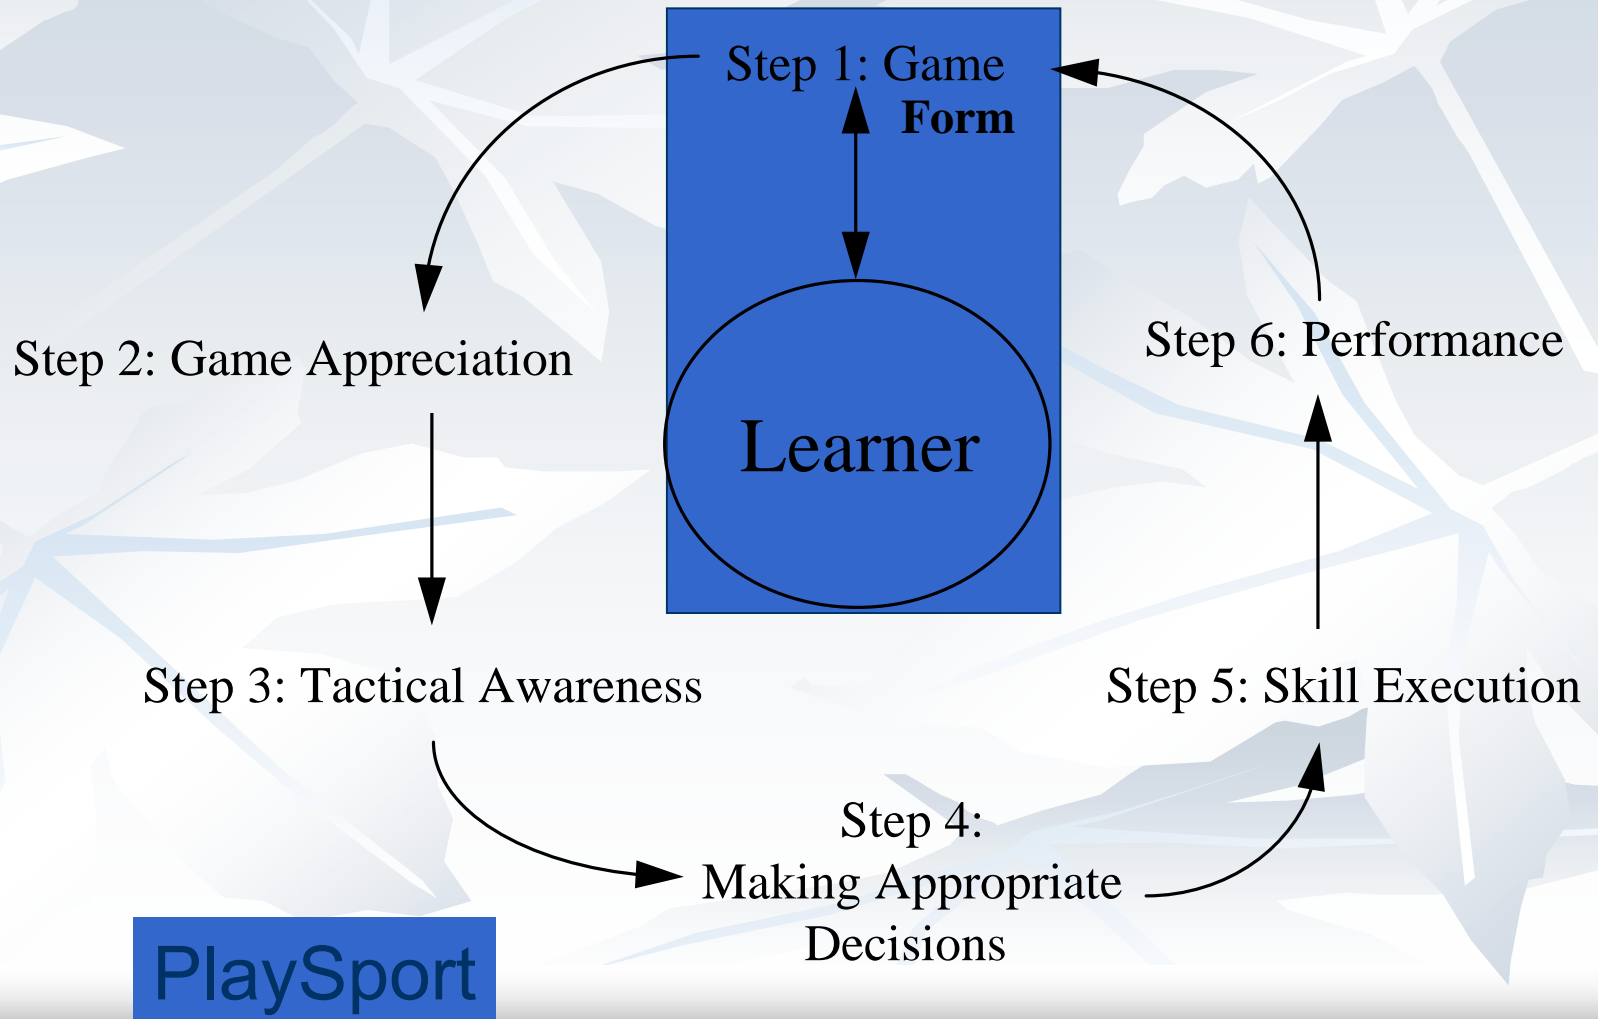 Step 1: Game
Form
Step 2: Game Appreciation
Step 6: Performance
Learner
Step 3: Tactical Awareness
Step 5: Skill Execution
Step 4:
Making Appropriate
Decisions
PlaySport